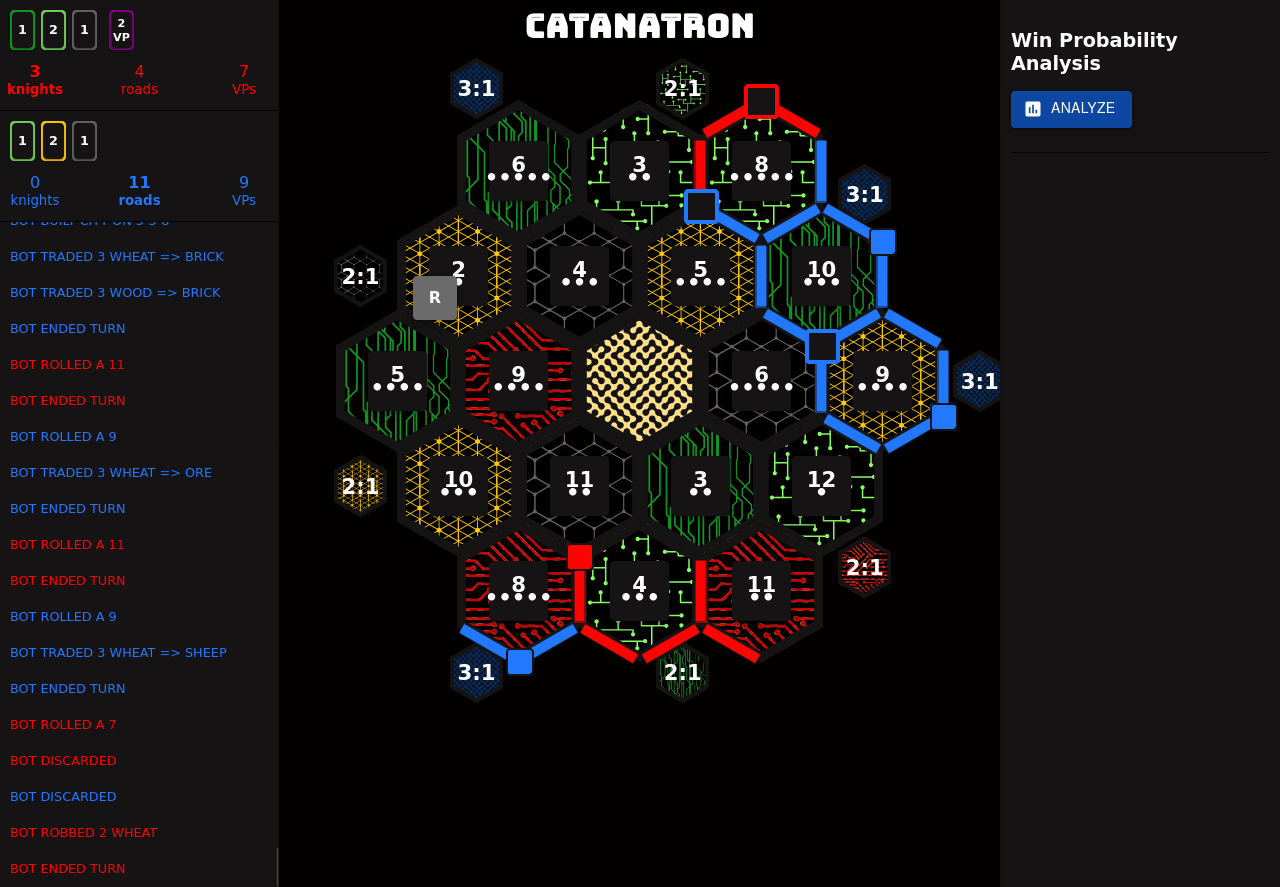 CATANATRON
1 2 1 2 VP
3 4 7
knights roads VPs
1 2 1
0 11 9
knights roads VPs
BOT TRADED 3 WHEAT => BRICK
BOT TRADED 3 WOOD => BRICK
BOT ENDED TURN
BOT ROLLED A 11
BOT ENDED TURN
BOT ROLLED A 9
BOT TRADED 3 WHEAT => ORE
BOT ENDED TURN
BOT ROLLED A 11
BOT ENDED TURN
BOT ROLLED A 9
BOT TRADED 3 WHEAT => SHEEP
BOT ENDED TURN
BOT ROLLED A 7
BOT DISCARDED
BOT DISCARDED
BOT ROBBED 2 WHEAT
BOT ENDED TURN
3:1 2:1
6 3 8
3:1
2:1 2 4 5 10
R
5 9 6 9 3:1
2:1 10 11 3 12
8 4 11 2:1
3:1 2:1
Win Probability
Analysis
ANALYZE